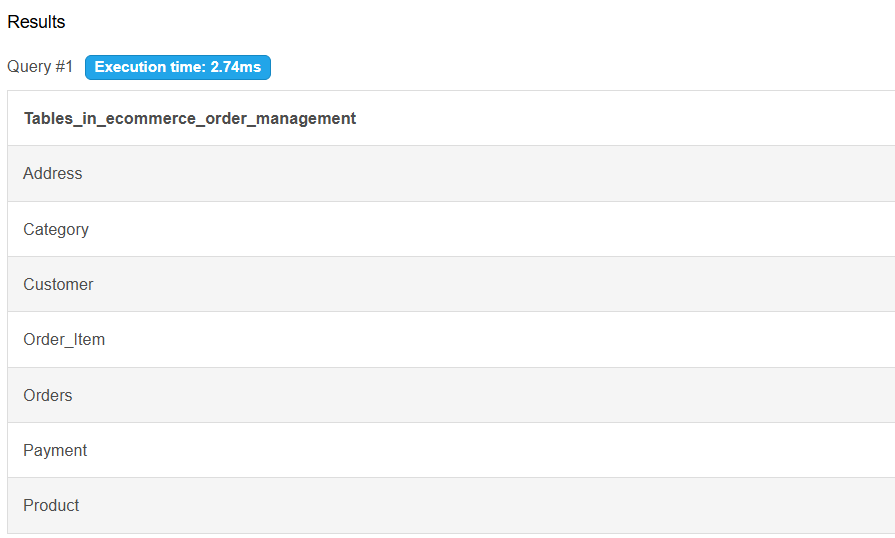 Results
Query #1 Execution time: 2.74ms
Tables_in_ecommerce_order_management
Address
Category
Customer
Order_Item
Orders
Payment
Product